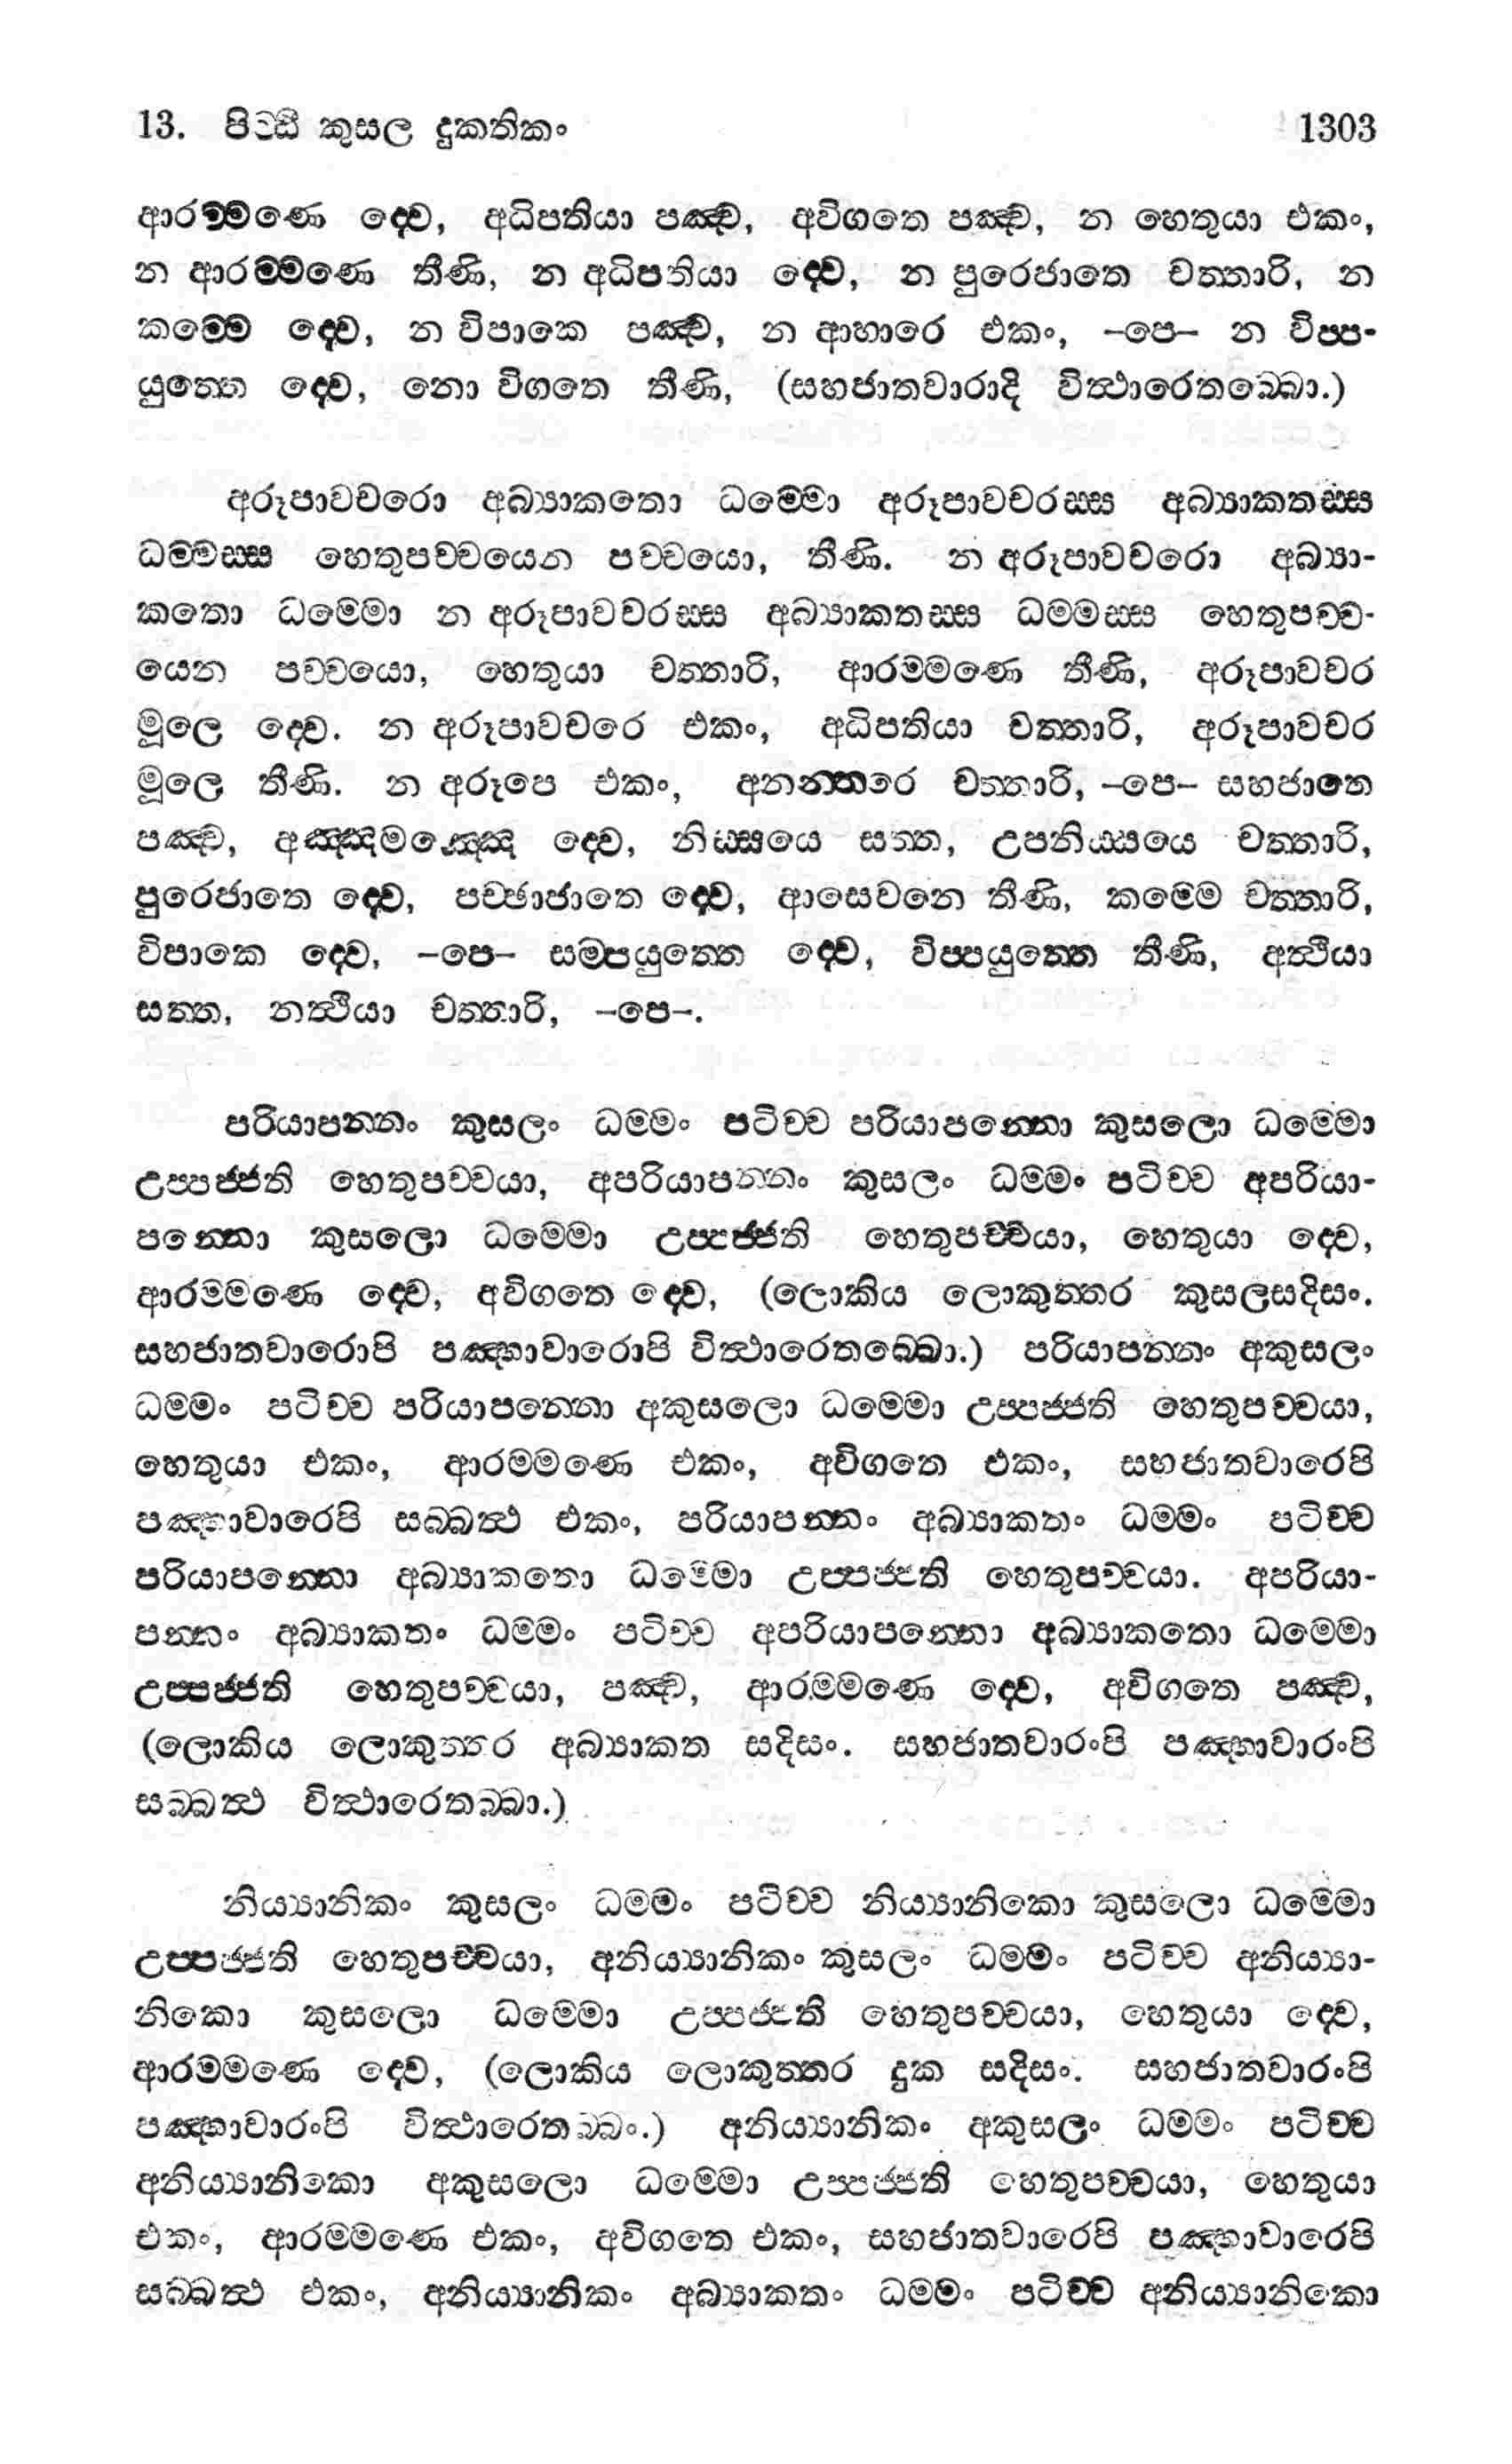 13. පිට්ඨි කුසල දුකතිකං 1303
ආරම්මණෙ ද්වෙ, අධිපතියා පඤ්ච, අවිගතෙ පඤ්ච, න හෙතුයා එකං,
න ආරම්මණෙ තීණි, න අධිපතියා ද්වෙ, න පුරෙජාතෙ චත්තාරි, න
කම්මෙ ද්වෙ, න විපාකෙ පඤ්ච, න ආහාරෙ එකං, –පෙ– න විප්ප-
යුත්තෙ ද්වෙ, නො විගතෙ තීණි, (සහජාතවාරාදි විත්ථාරෙතබ්බො.)
අරූපාවචරො අබ්‍යාකතො ධම්මො අරූපාවචරස්ස අබ්‍යාකතස්ස
ධම්මස්ස හෙතුපච්චයෙන පච්චයො, තීණි. න අරූපාවචරො අබ්‍යා-
කතො ධම්මො න අරූපාවචරස්ස අබ්‍යාකතස්ස ධම්මස්ස හෙතුපච්ච-
යෙන පච්චයො, හෙතුයා චත්තාරි, ආරම්මණෙ තීණි, අරූපාවචර
මූලෙ ද්වෙ. න අරූපාවචරෙ එකං, අධිපතියා චත්තාරි, අරූපාවචර
මූලෙ තීණි. න අරූපෙ එකං, අනන්තරෙ චත්තාරි, –පෙ– සහජාතෙ
පඤ්ච, අඤ්ඤමඤ්ඤෙ ද්වෙ, නිස්සයෙ සත්ත, උපනිස්සයෙ චත්තාරි,
පුරෙජාතෙ ද්වෙ, පච්ඡාජාතෙ ද්වෙ, ආසෙවනෙ තීණි, කම්මෙ චත්තාරි,
විපාකෙ ද්වෙ, –පෙ– සම්පයුත්තෙ ද්වෙ, විප්පයුත්තෙ තීණි, අත්ථියා
සත්ත, නත්ථියා චත්තාරි, –පෙ–.
පරියාපන්නං කුසලං ධම්මං පටිච්ච පරියාපන්නො කුසලො ධම්මො
උප්පජ්ජති හෙතුපච්චයා, අපරියාපන්නං කුසලං ධම්මං පටිච්ච අපරියා-
පන්නො කුසලො ධම්මො උප්පජ්ජති හෙතුපච්චයා, හෙතුයා ද්වෙ,
ආරම්මණෙ ද්වෙ, අවිගතෙ ද්වෙ, (ලොකිය ලොකුත්තර කුසලසදිසං.
සහජාතවාරොපි පඤ්හාවාරොපි විත්ථාරෙතබ්බො.) පරියාපන්නං අකුසලං
ධම්මං පටිච්ච පරියාපන්නො අකුසලො ධම්මො උප්පජ්ජති හෙතුපච්චයා,
හෙතුයා එකං, ආරම්මණෙ එකං, අවිගතෙ එකං, සහජාතවාරෙපි
පඤ්හාවාරෙපි සබ්බත්ථ එකං, පරියාපන්නං අබ්‍යාකතං ධම්මං පටිච්ච
පරියාපන්නො අබ්‍යාකතො ධම්මො උප්පජ්ජති හෙතුපච්චයා. අපරියා-
පන්නං අබ්‍යාකතං ධම්මං පටිච්ච අපරියාපන්නො අබ්‍යාකතො ධම්මො
උප්පජ්ජති හෙතුපච්චයා, පඤ්ච, ආරම්මණෙ ද්වෙ, අවිගතෙ පඤ්ච,
(ලොකිය ලොකුත්තර අබ්‍යාකත සදිසං. සහජාතවාරංපි පඤ්හාවාරංපි
සබ්බත්ථ විත්ථාරෙතබ්බා.)
නිය්‍යානිකං කුසලං ධම්මං පටිච්ච නිය්‍යානිකො කුසලො ධම්මො
උප්පජ්ජති හෙතුපච්චයා, අනිය්‍යානිකං කුසලං ධම්මං පටිච්ච අනිය්‍යා-
නිකො කුසලො ධම්මො උප්පජ්ජති හෙතුපච්චයා, හෙතුයා ද්වෙ,
ආරම්මණෙ ද්වෙ, (ලොකිය ලොකුත්තර දුක සදිසං. සහජාතවාරංපි
පඤ්හාවාරංපි විත්ථාරෙතබ්බං.) අනිය්‍යානිකං අකුසලං ධම්මං පටිච්ච
අනිය්‍යානිකො අකුසලො ධම්මො උප්පජ්ජති හෙතුපච්චයා, හෙතුයා
එකං, ආරම්මණෙ එකං, අවිගතෙ එකං, සහජාතවාරෙපි පඤ්හාවාරෙපි
සබ්බත්ථ එකං, අනිය්‍යානිකං අබ්‍යාකතං ධම්මං පටිච්ච අනිය්‍යානිකො